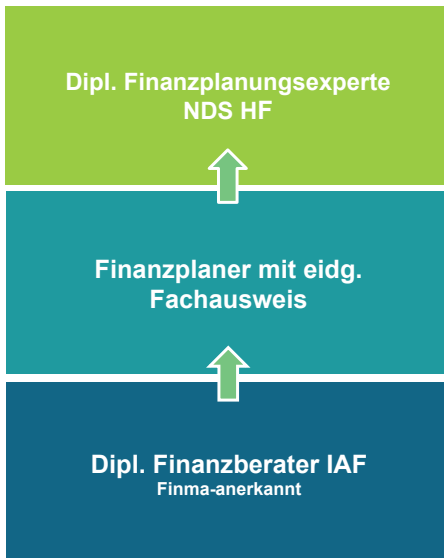 Dipl. Finanzplanungsexperte
NDS HF
Finanzplaner mit eidg.
Fachausweis
Dipl. Finanzberater IAF
Finma-anerkannt